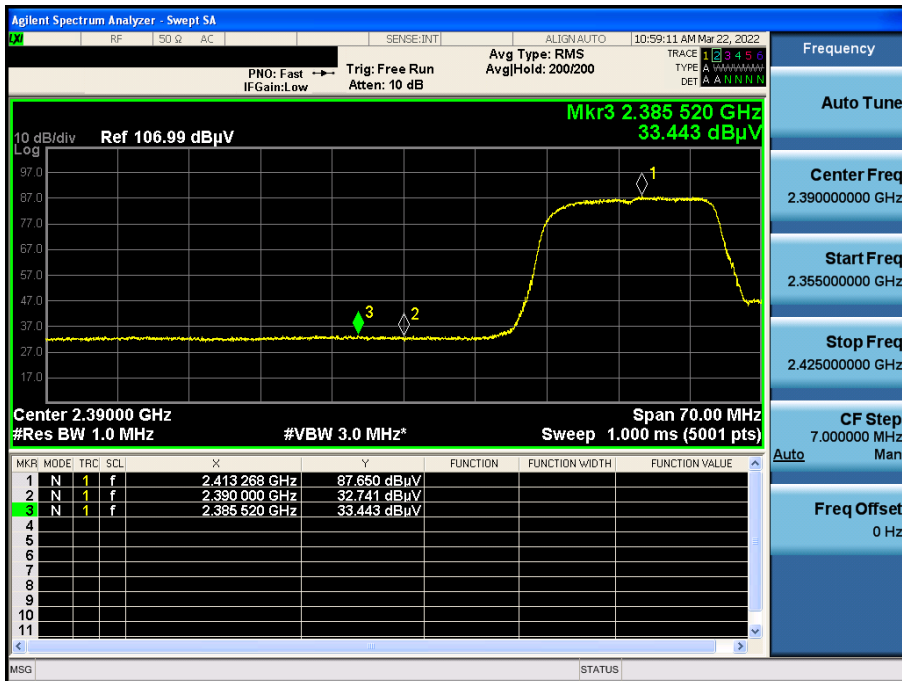 Agilent Spectrum Analyzer - Swept SA
LXI RF 50 Ω AC SENSE:INT ALIGN AUTO 10:59:11 AM Mar 22, 2022
PNO: Fast Trig: Free Run Avg Type: RMS TRACE 1 2 3 4 5 6
IFGain:Low Atten: 10 dB Avg|Hold: 200/200 TYPE A WWWWW
DET A A N N N N
Mkr3 2.385 520 GHz
33.443 dBµV
10 dB/div Ref 106.99 dBµV
Log
97.0
87.0
77.0
67.0
57.0
47.0
37.0
27.0
17.0
1
3
2
Center 2.39000 GHz Span 70.00 MHz
#Res BW 1.0 MHz #VBW 3.0 MHz* Sweep 1.000 ms (5001 pts)
MKR MODE TRC SCL X Y FUNCTION FUNCTION WIDTH FUNCTION VALUE
1 N 1 f 2.413 268 GHz 87.650 dBµV
2 N 1 f 2.390 000 GHz 32.741 dBµV
3 N 1 f 2.385 520 GHz 33.443 dBµV
4
5
6
7
8
9
10
11
MSG STATUS
Frequency
Auto Tune
Center Freq
2.390000000 GHz
Start Freq
2.355000000 GHz
Stop Freq
2.425000000 GHz
CF Step
7.000000 MHz
Auto Man
Freq Offset
0 Hz